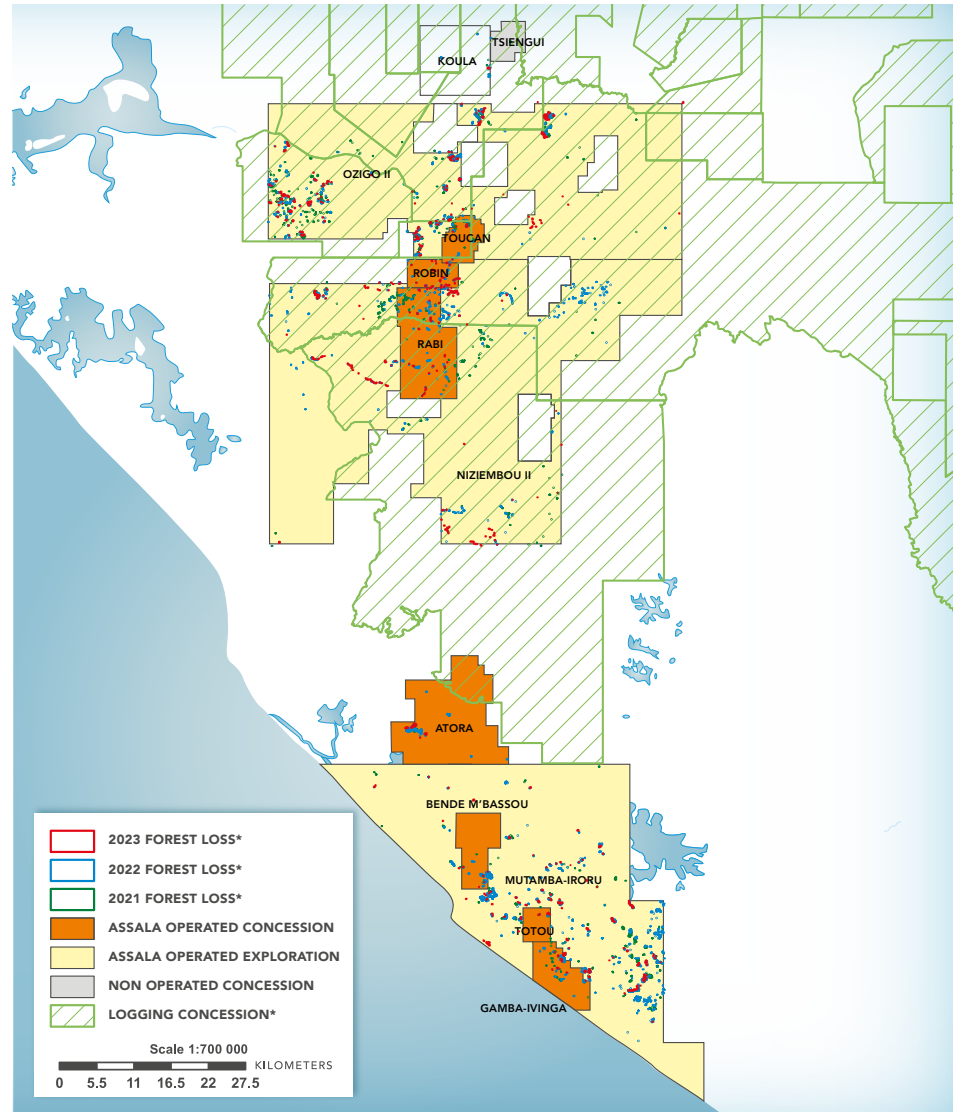 TSIENGUI
KOULA
OZIGO II
TOUCAN
ROBIN
RABI
NIZIEMBOU II
ATORA
BENDE M'BASSOU
MUTAMBA-IRORU
TOTOU
GAMBA-IVINGA
2023 FOREST LOSS*
2022 FOREST LOSS*
2021 FOREST LOSS*
ASSALA OPERATED CONCESSION
ASSALA OPERATED EXPLORATION
NON OPERATED CONCESSION
LOGGING CONCESSION*
Scale 1:700 000
KILOMETERS
0 5.5 11 16.5 22 27.5